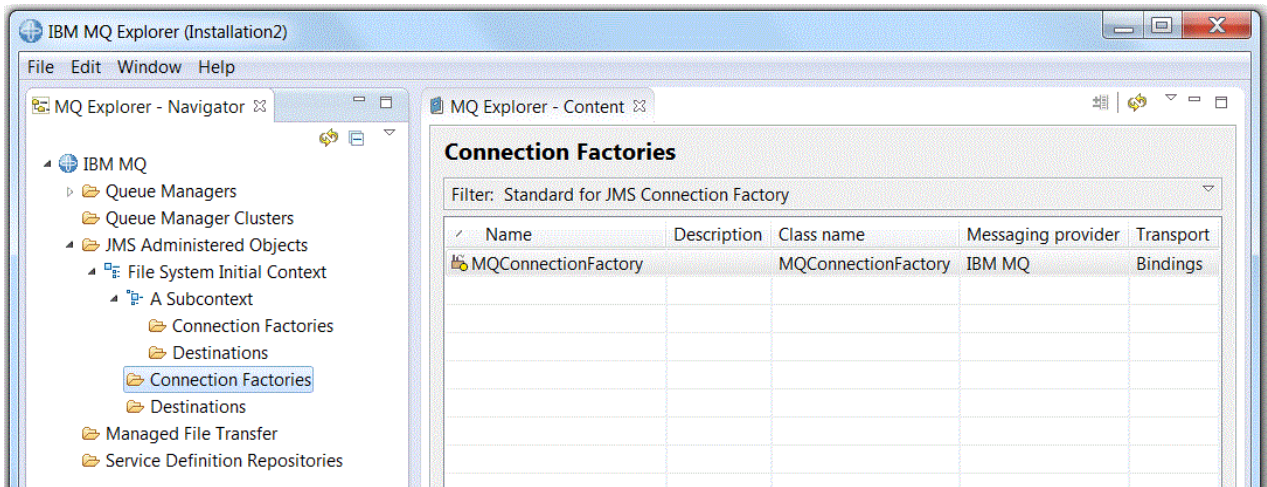 IBM MQ Explorer (Installation2)
File Edit Window Help
MQ Explorer - Navigator
IBM MQ
Queue Managers
Queue Manager Clusters
JMS Administered Objects
File System Initial Context
A Subcontext
Connection Factories
Destinations
Connection Factories
Destinations
Managed File Transfer
Service Definition Repositories
MQ Explorer - Content
Connection Factories
Filter: Standard for JMS Connection Factory
Name Description Class name Messaging provider Transport
MQConnectionFactory MQConnectionFactory IBM MQ Bindings